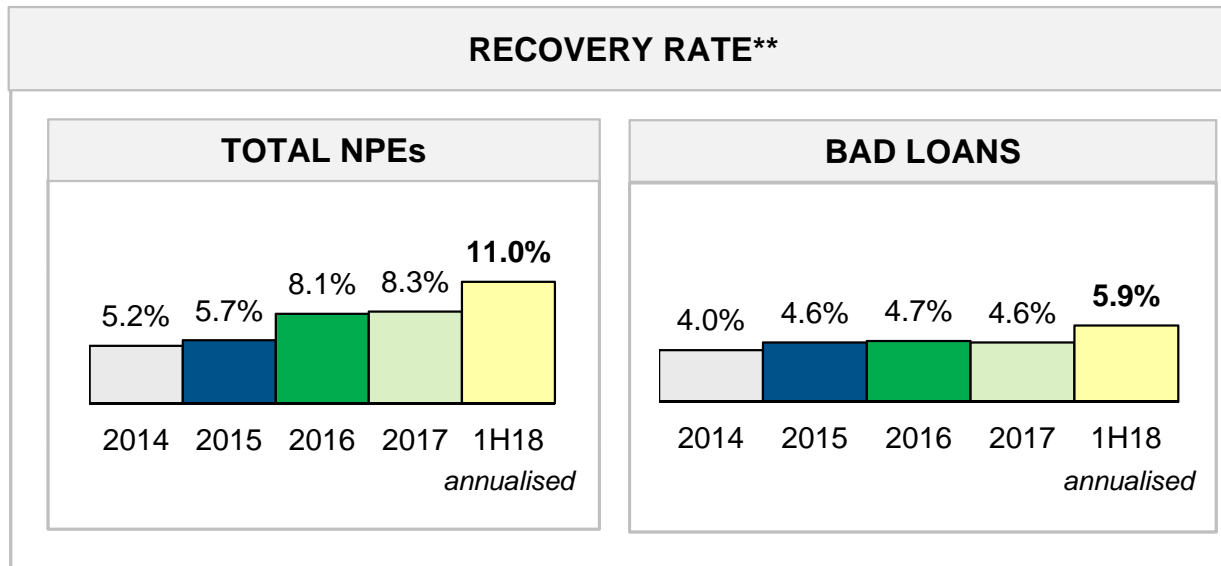 RECOVERY RATE**
TOTAL NPEs
5.2%
5.7%
8.1%
8.3%
11.0%
2014
2015
2016
2017
1H18
annualised
BAD LOANS
4.0%
4.6%
4.7%
4.6%
5.9%
2014
2015
2016
2017
1H18
annualised